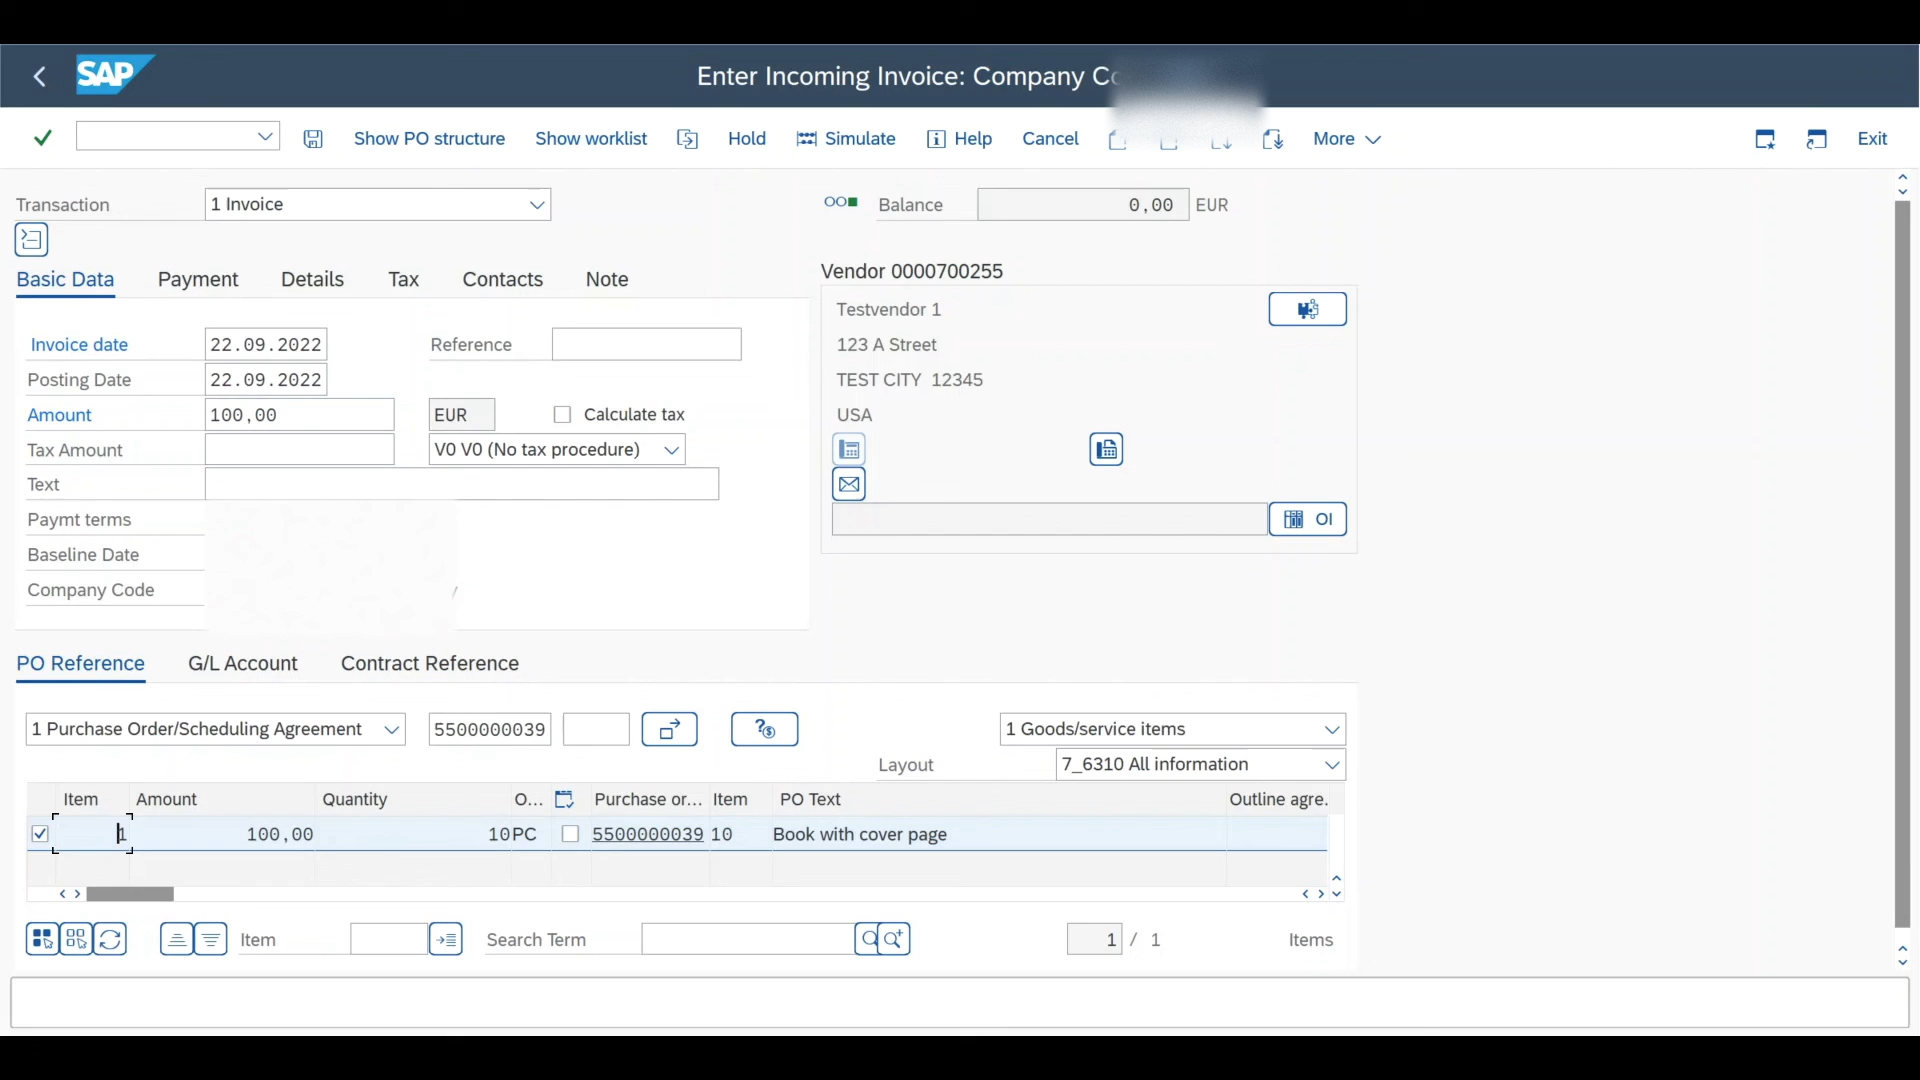 SAP
Enter Incoming Invoice: Company
Show PO structure Show worklist Hold Simulate Help Cancel More Exit
Transaction 1 Invoice
Balance 0,00 EUR
Basic Data Payment Details Tax Contacts Note
Vendor 0000700255
Testvendor 1
Invoice date 22.09.2022 Reference
123 A Street
Posting Date 22.09.2022
TEST CITY 12345
Amount 100,00 EUR Calculate tax
USA
Tax Amount V0 V0 (No tax procedure)
Text
Paymt terms
OI
Baseline Date
Company Code
PO Reference G/L Account Contract Reference
1 Purchase Order/Scheduling Agreement 5500000039 1 Goods/service items
Layout 7_6310 All information
Item Amount Quantity O... Purchase or... Item PO Text Outline agre.
1 100,00 10 PC 5500000039 10 Book with cover page
Item Search Term 1 / 1 Items